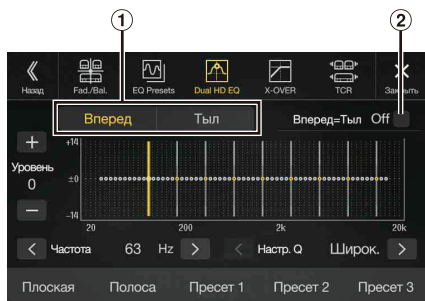 1 2
Назад Fad./Bal. EQ Presets Dual HD EQ X-OVER TCR Закрыть
Вперед Тыл Вперед=Тыл Off
+14
Уровень
0
±0
-14
20 200 2k 20k
Частота 63 Hz Настр. Q Широк.
Плоская Полоса Пресет 1 Пресет 2 Пресет 3